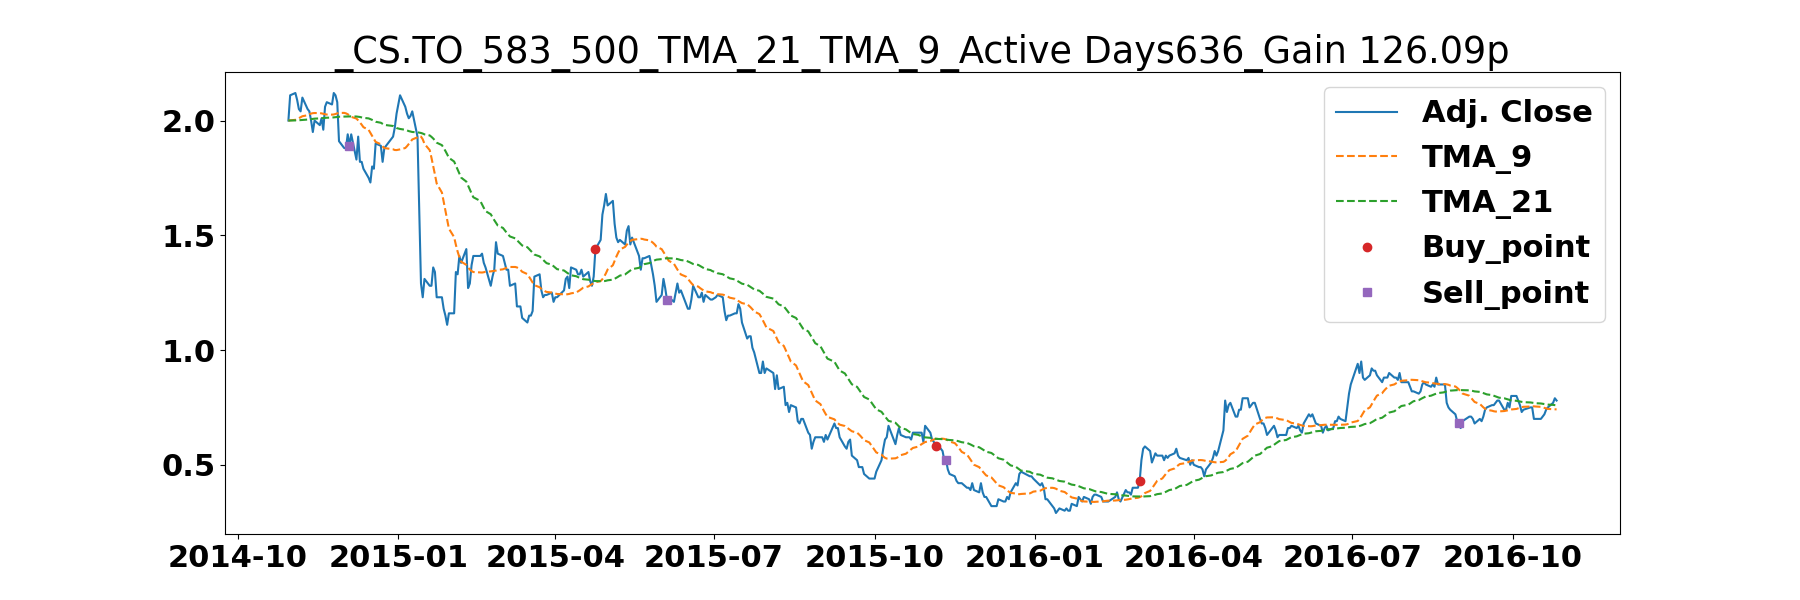 _CS.TO_583_500_TMA_21_TMA_9_Active Days636_Gain 126.09p
2.0
1.5
1.0
0.5
Adj. Close
TMA_9
TMA_21
Buy_point
Sell_point
2014-10 2015-01 2015-04 2015-07 2015-10 2016-01 2016-04 2016-07 2016-10